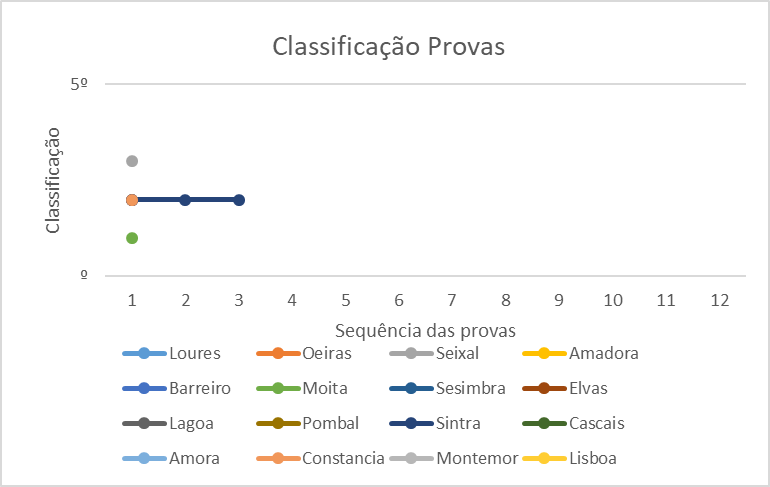 Classificação Provas
5º
º
Classificação
1 2 3 4 5 6 7 8 9 10 11 12
Sequência das provas
Loures Oeiras Seixal Amadora
Barreiro Moita Sesimbra Elvas
Lagoa Pombal Sintra Cascais
Amora Constancia Montemor Lisboa